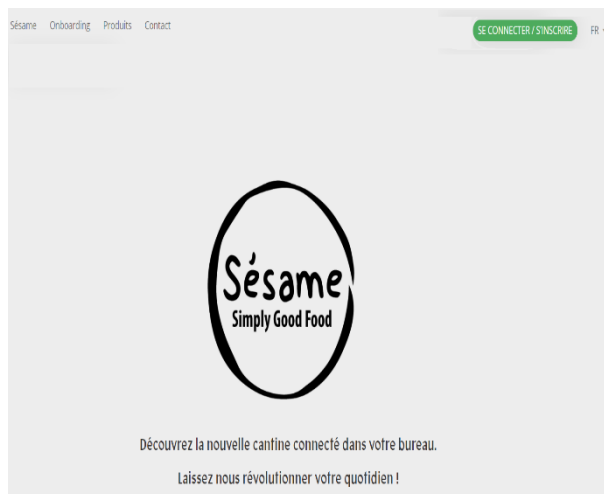 Sésame Onboarding Produits Contact SE CONNECTER / S'INSCRIRE FR
Sésame
Simply Good Food
Découvrez la nouvelle cantine connecté dans votre bureau.
Laissez nous révolutionner votre quotidien !